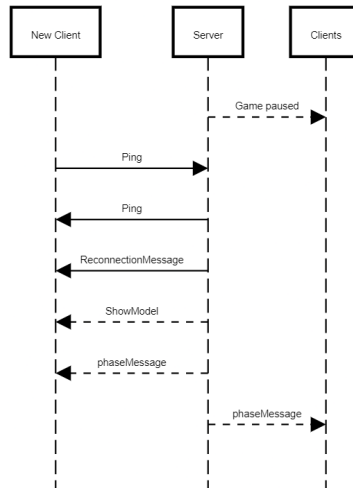 New Client
Server
Clients
Game paused
Ping
Ping
ReconnectionMessage
ShowModel
phaseMessage
phaseMessage